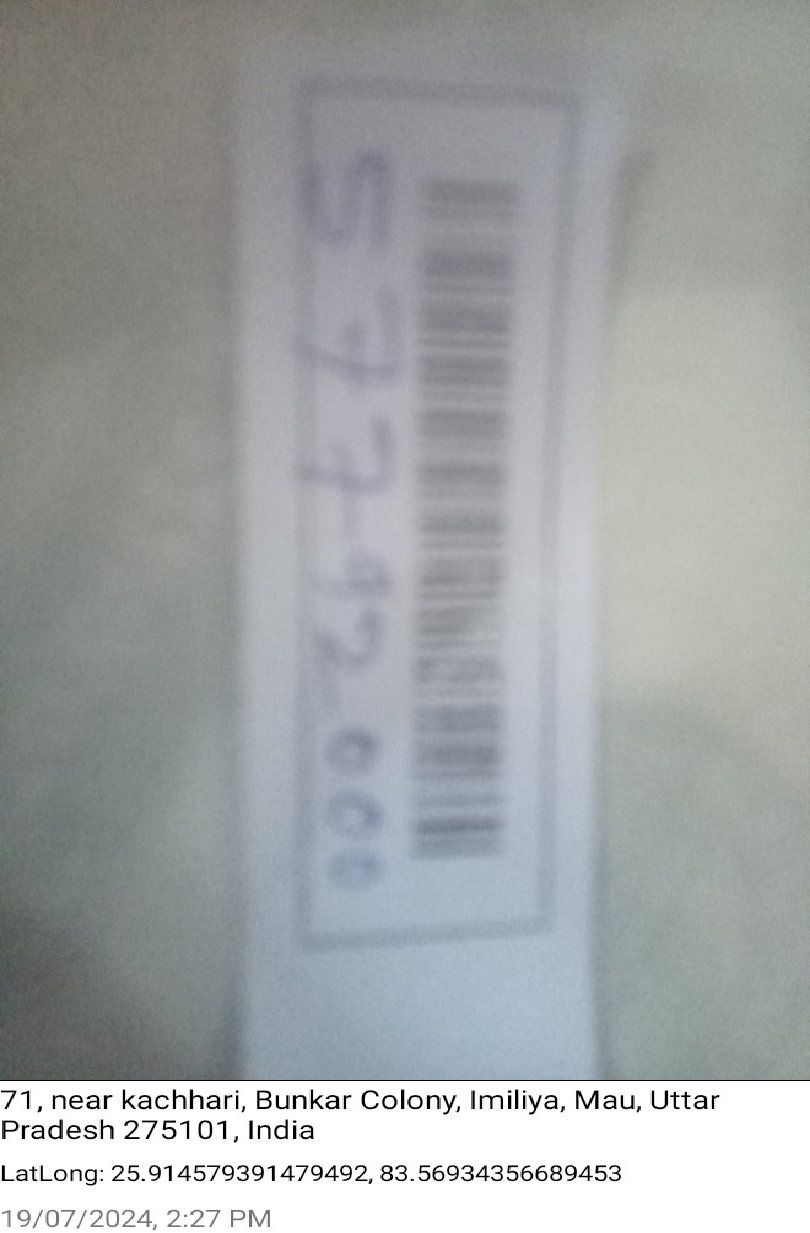 71, near kachhari, Bunkar Colony, Imiliya, Mau, Uttar
Pradesh 275101, India
LatLong: 25.914579391479492, 83.56934356689453
19/07/2024, 2:27 PM